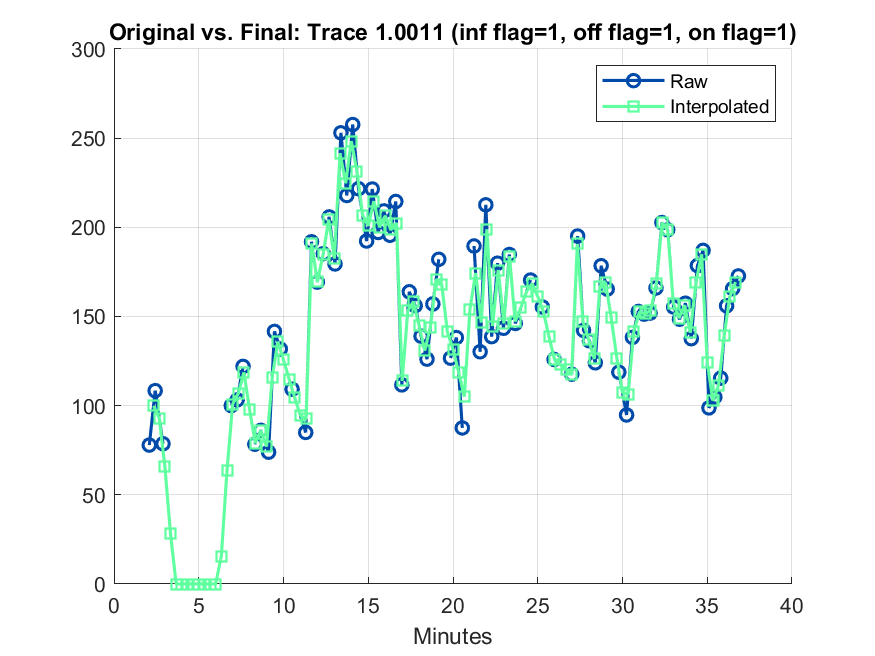 Original vs. Final: Trace 1.0011 (inf flag=1, off flag=1, on flag=1)
300
250
200
150
100
50
0
Raw
Interpolated
0 5 10 15 20 25 30 35 40
Minutes